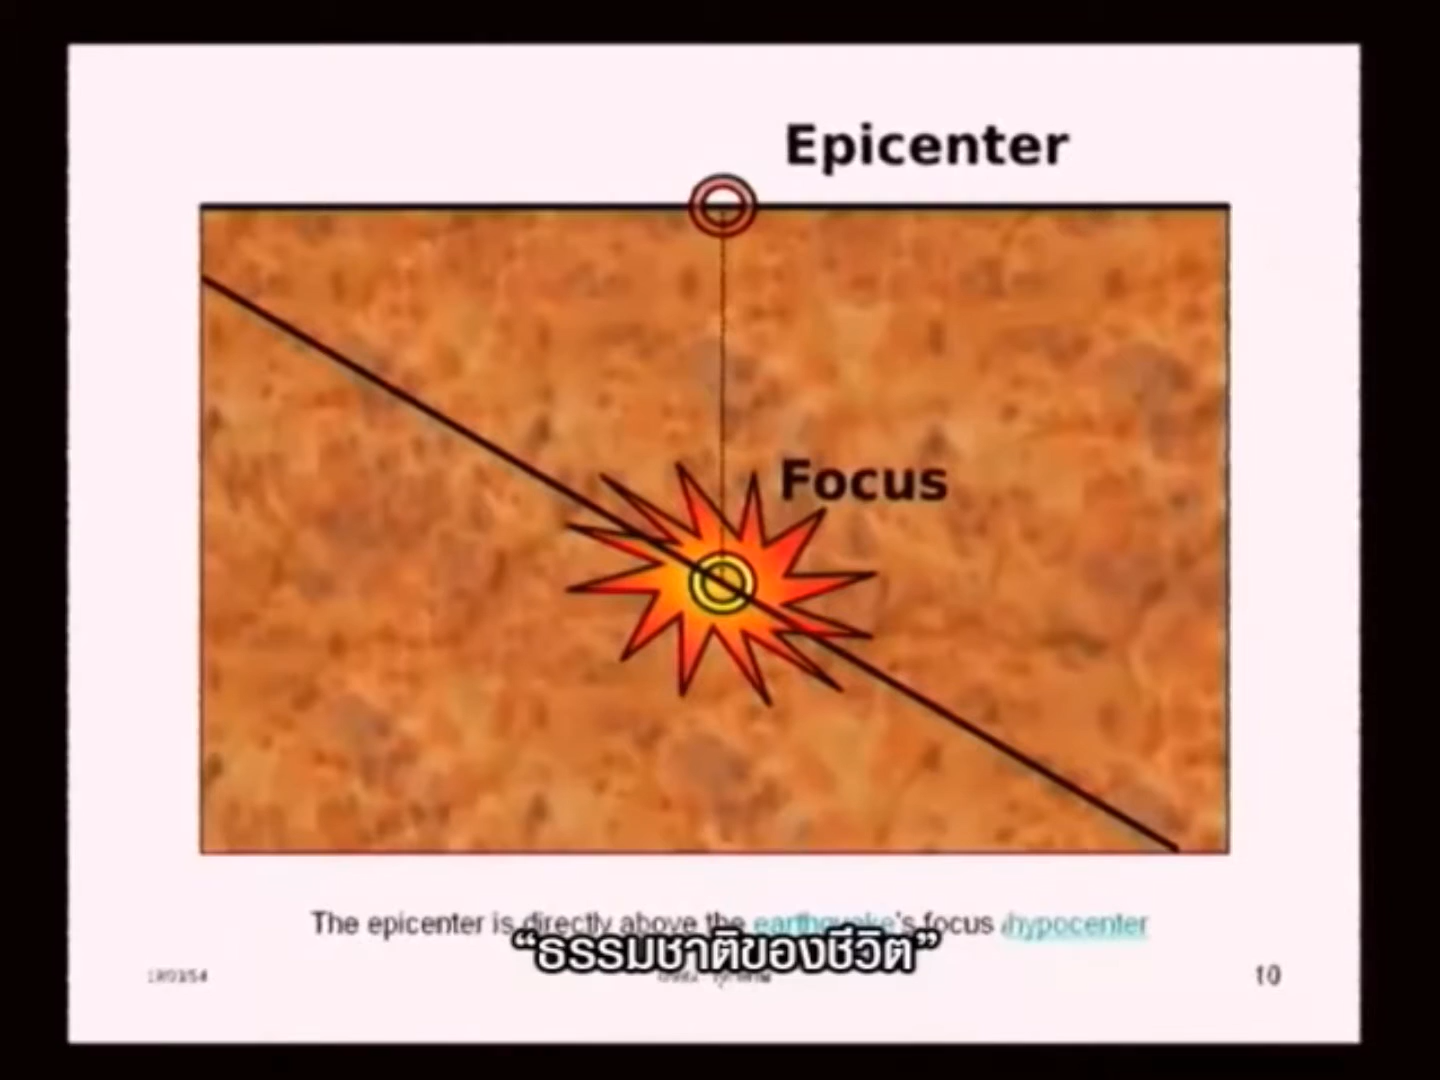 Epicenter
Focus
The epicenter is directly above the earthquake's focus /hypocenter
“ธรรมชาติของชีวิต”
10